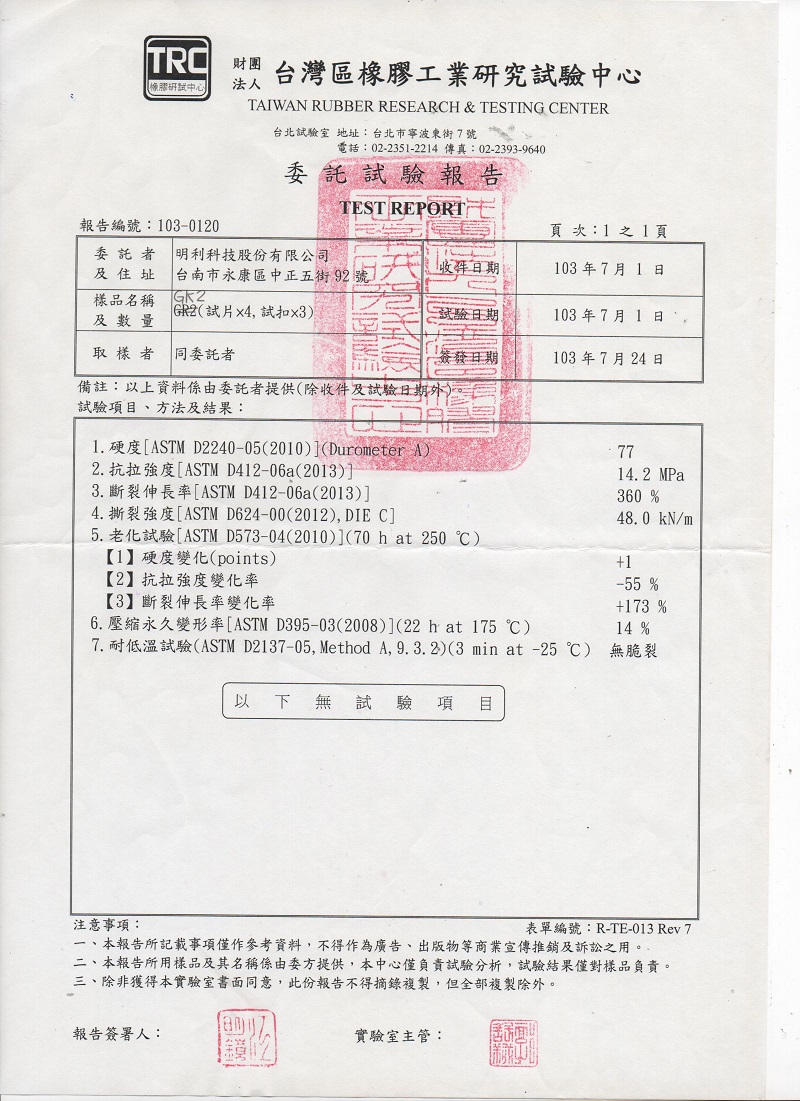 TRC
橡膠研試中心
財團法人 台灣區橡膠工業研究試驗中心
TAIWAN RUBBER RESEARCH & TESTING CENTER
台北試驗室 地址：台北市寧波東街7號
電話：02-2351-2214 傳真：02-2393-9640
委託試驗報告
TEST REPORT
報告編號：103-0120
頁次：1 之 1 頁
委託者及住址
明利科技股份有限公司
台南市永康區中正五街92號
收件日期
103 年 7 月 1 日
樣品名稱及數量
GK2
GR2(試片×4,試扣×3)
試驗日期
103 年 7 月 1 日
取樣者
同委託者
簽發日期
103 年 7 月 24 日
備註：以上資料係由委託者提供(除收件及試驗日期外)。
試驗項目、方法及結果：
1.硬度[ASTM D2240-05(2010)](Durometer A) 77
2.抗拉強度[ASTM D412-06a(2013)] 14.2 MPa
3.斷裂伸長率[ASTM D412-06a(2013)] 360 %
4.撕裂強度[ASTM D624-00(2012),DIE C] 48.0 kN/m
5.老化試驗[ASTM D573-04(2010)](70 h at 250 ℃)
【1】硬度變化(points) +1
【2】抗拉強度變化率 -55 %
【3】斷裂伸長率變化率 +173 %
6.壓縮永久變形率[ASTM D395-03(2008)](22 h at 175 ℃) 14 %
7.耐低溫試驗(ASTM D2137-05,Method A,9.3.2)(3 min at -25 ℃) 無脆裂
以下無試驗項目
注意事項：
表單編號：R-TE-013 Rev 7
一、本報告所記載事項僅作參考資料，不得作為廣告、出版物等商業宣傳推銷及訴訟之用。
二、本報告所用樣品及其名稱係由委方提供，本中心僅負責試驗分析，試驗結果僅對樣品負責。
三、除非獲得本實驗室書面同意，此份報告不得摘錄複製，但全部複製除外。
報告簽署人：
實驗室主管：